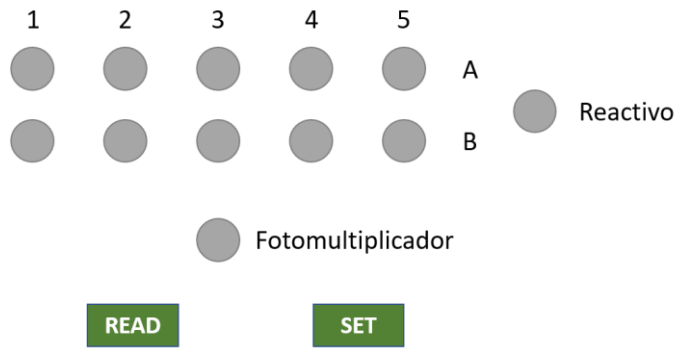 1 2 3 4 5
A
Reactivo
B
Fotomultiplicador
READ SET